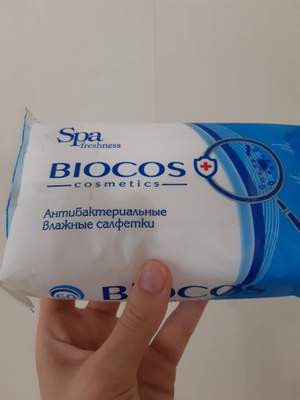 Spa
freshness
BIOCOS
cosmetics
Антибактериальные
Влажные салфетки
BIOCOS